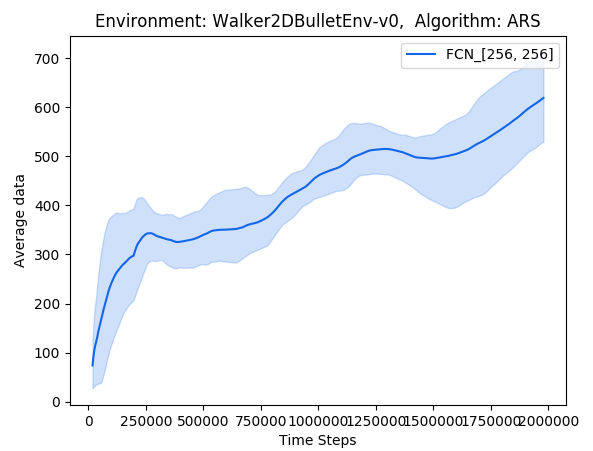 Environment: Walker2DBulletEnv-v0,  Algorithm: ARS
FCN_[256, 256]
700
600
500
400
300
200
100
0
Average data
0 250000 500000 750000 1000000 1250000 1500000 1750000 2000000
Time Steps